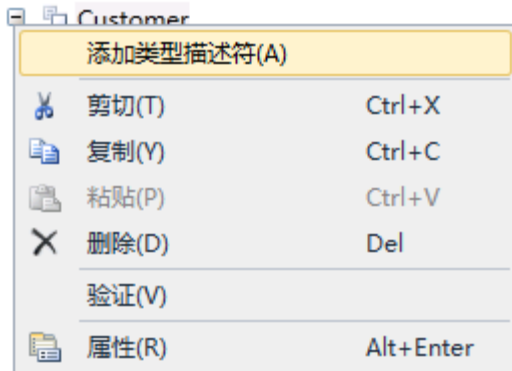 Customer
添加类型描述符(A)
剪切(T) Ctrl+X
复制(Y) Ctrl+C
粘贴(P) Ctrl+V
删除(D) Del
验证(V)
属性(R) Alt+Enter